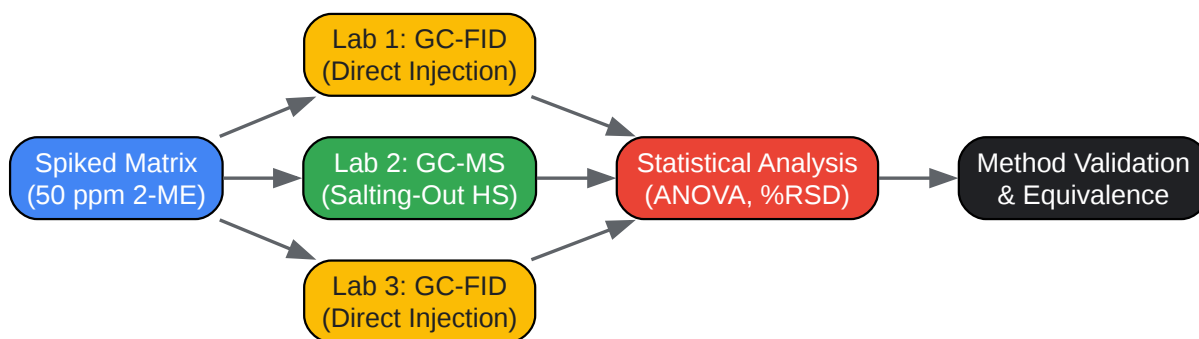 Spiked Matrix
(50 ppm 2-ME)
Lab 1: GC-FID
(Direct Injection)
Lab 2: GC-MS
(Salting-Out HS)
Lab 3: GC-FID
(Direct Injection)
Statistical Analysis
(ANOVA, %RSD)
Method Validation
& Equivalence